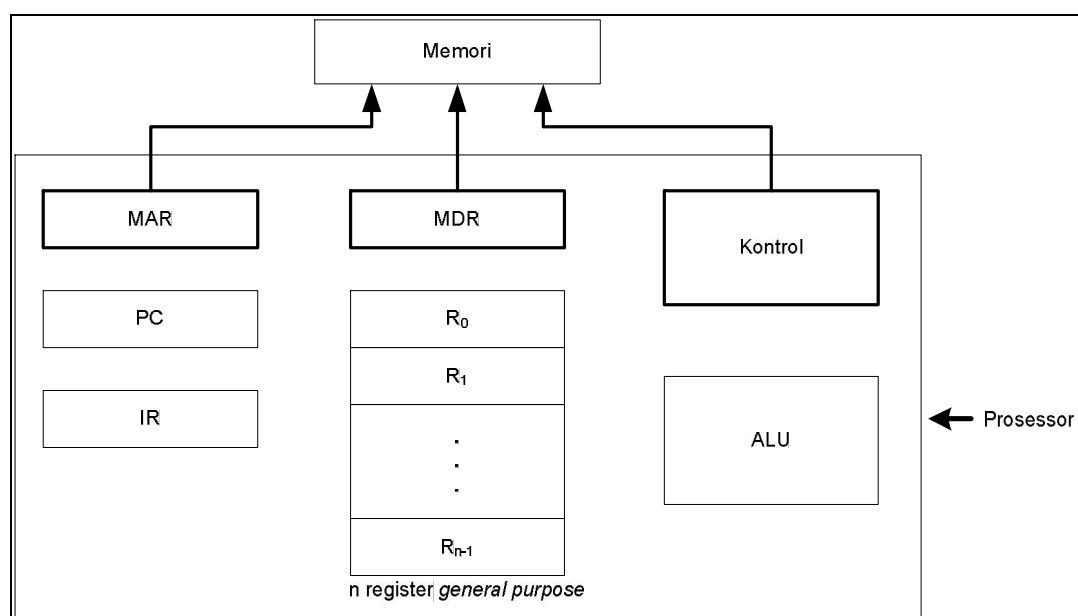 Memori
MAR
MDR
Kontrol
PC
R0
IR
R1
ALU
Prosessor
.
.
.
Rn-1
n register general purpose